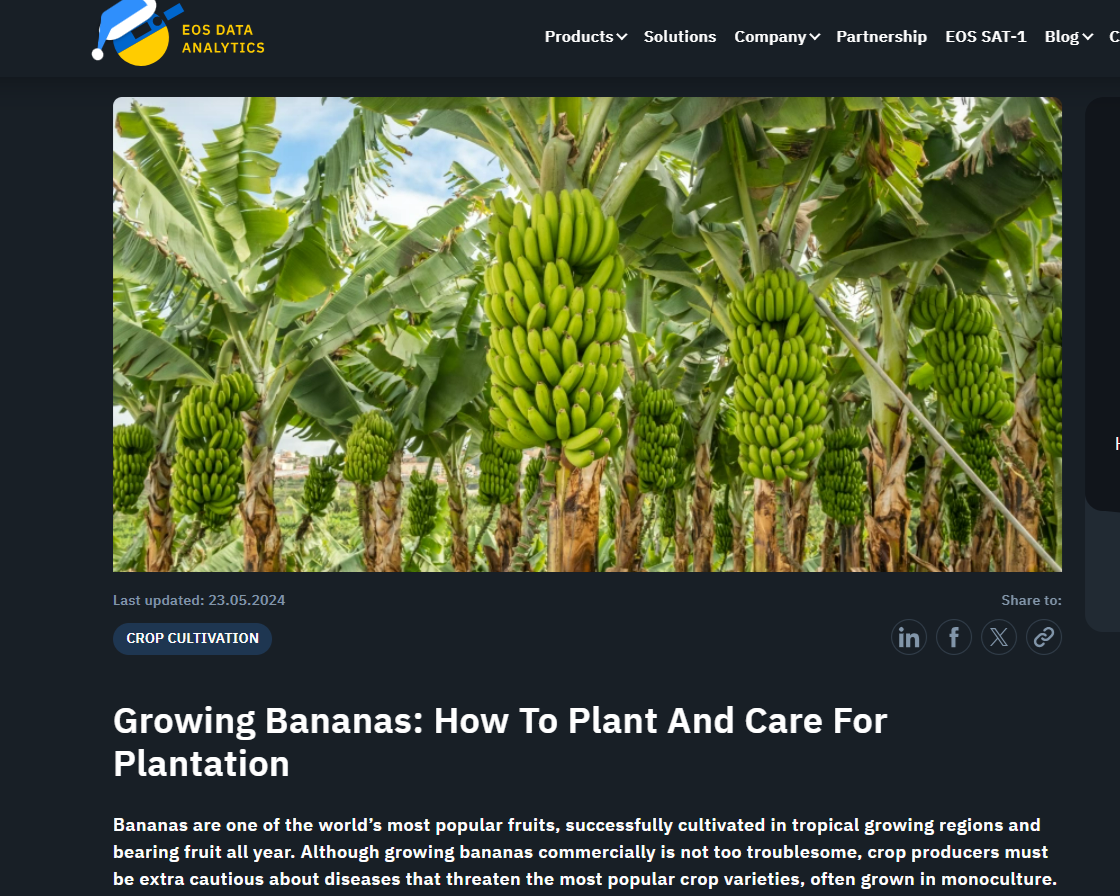 EOS DATA
ANALYTICS
Products
Solutions
Company
Partnership
EOS SAT-1
Blog
Last updated: 23.05.2024
Share to:
CROP CULTIVATION
Growing Bananas: How To Plant And Care For
Plantation
Bananas are one of the world’s most popular fruits, successfully cultivated in tropical growing regions and
bearing fruit all year. Although growing bananas commercially is not too troublesome, crop producers must
be extra cautious about diseases that threaten the most popular crop varieties, often grown in monoculture.